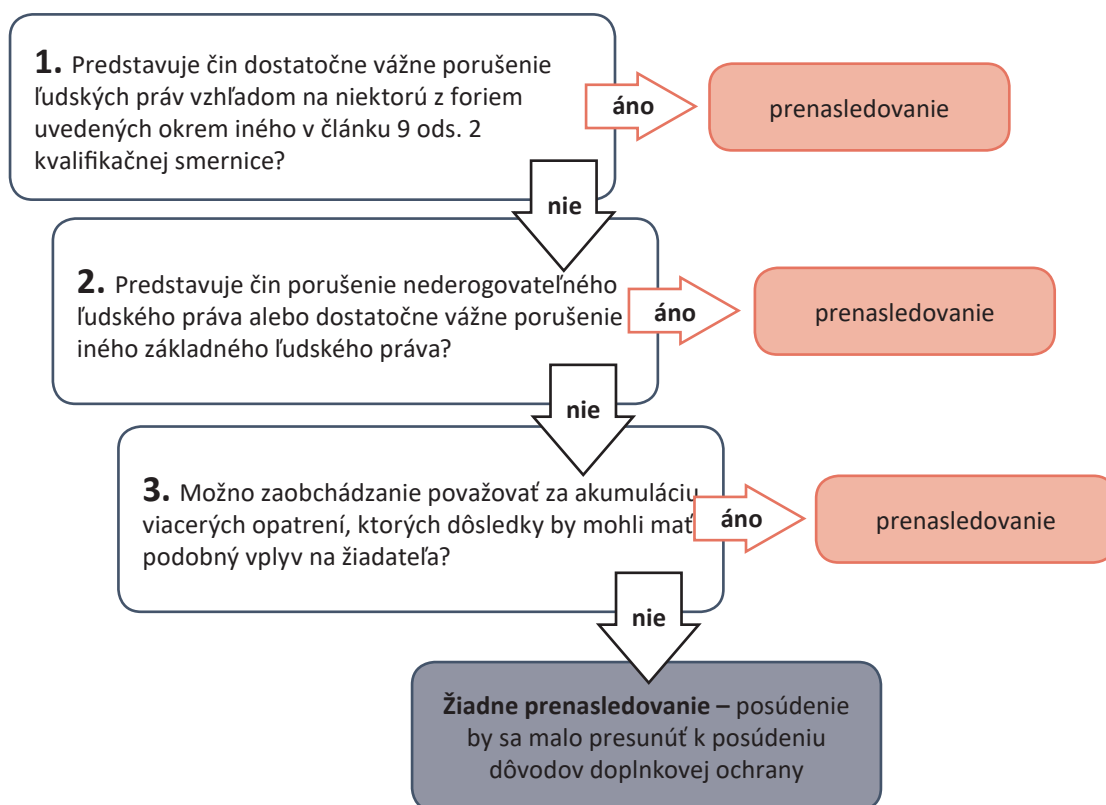 1. Predstavuje čin dostatočne vážne porušenie
ľudských práv vzhľadom na niektorú z foriem
uvedených okrem iného v článku 9 ods. 2
kvalifikačnej smernice?
áno
prenasledovanie
nie
2. Predstavuje čin porušenie nederogovateľného
ľudského práva alebo dostatočne vážne porušenie
iného základného ľudského práva?
áno
prenasledovanie
nie
3. Možno zaobchádzanie považovať za akumuláciu
viacerých opatrení, ktorých dôsledky by mohli mať
podobný vplyv na žiadateľa?
áno
prenasledovanie
nie
Žiadne prenasledovanie – posúdenie
by sa malo presunúť k posúdeniu
dôvodov doplnkovej ochrany